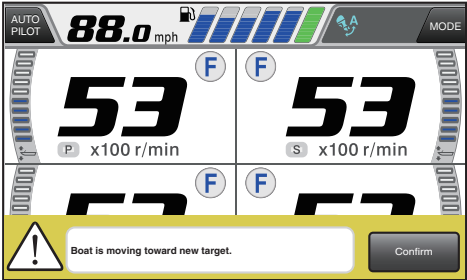 AUTO
PILOT
88.0 mph
A
MODE
F
F
53
53
P x100 r/min
S x100 r/min
F
F
Boat is moving toward new target.
Confirm